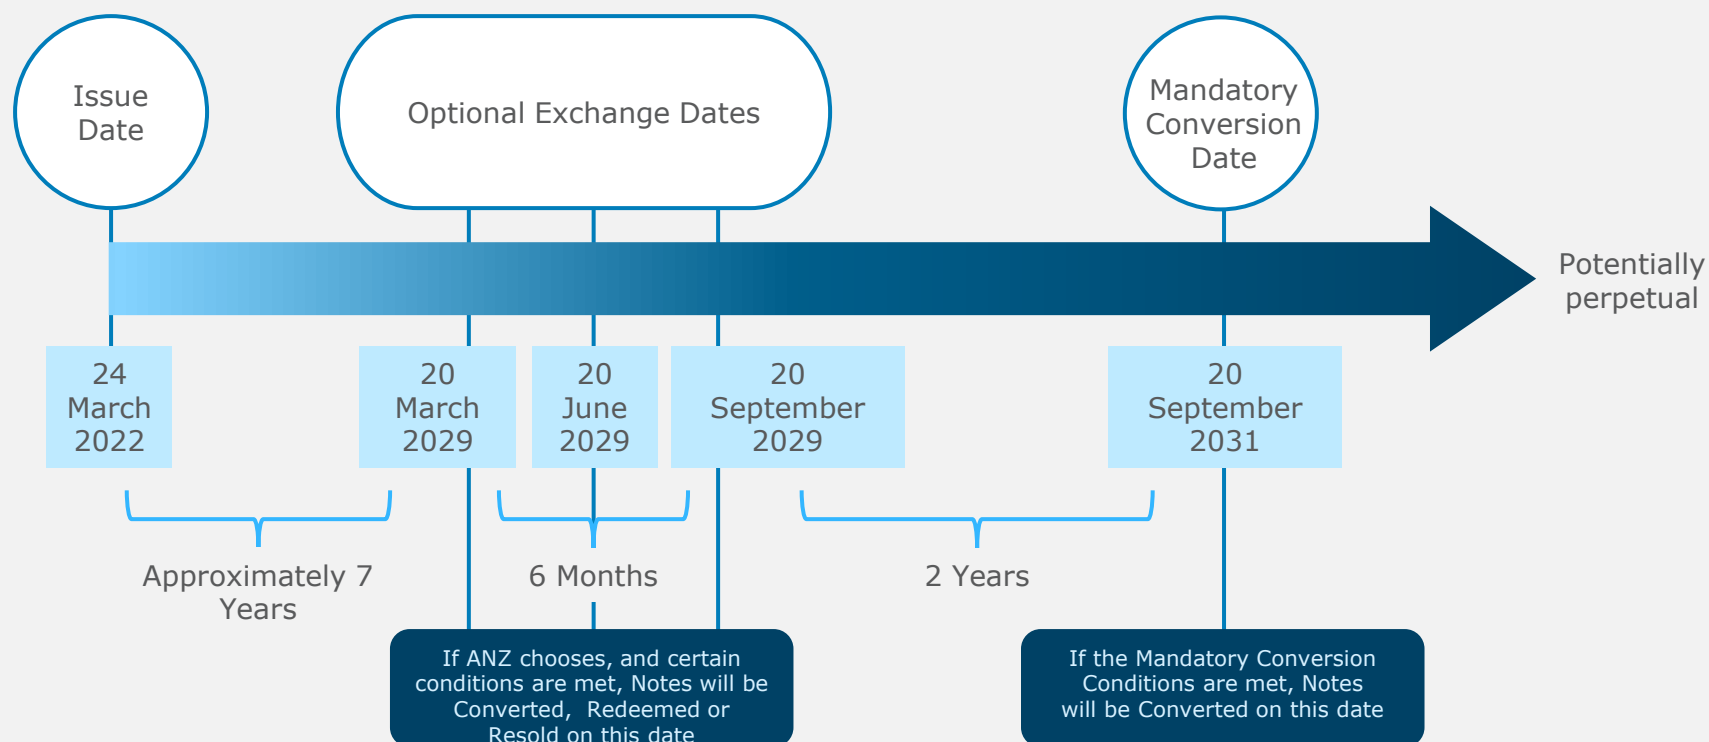 Issue
Date
Optional Exchange Dates
Mandatory
Conversion
Date
Potentially
perpetual
24
March
2022
20
March
2029
20
June
2029
20
September
2029
20
September
2031
Approximately 7
Years
6 Months
2 Years
If ANZ chooses, and certain
conditions are met, Notes will be
Converted,  Redeemed or
Resold on this date
If the Mandatory Conversion
Conditions are met, Notes
will be Converted on this date